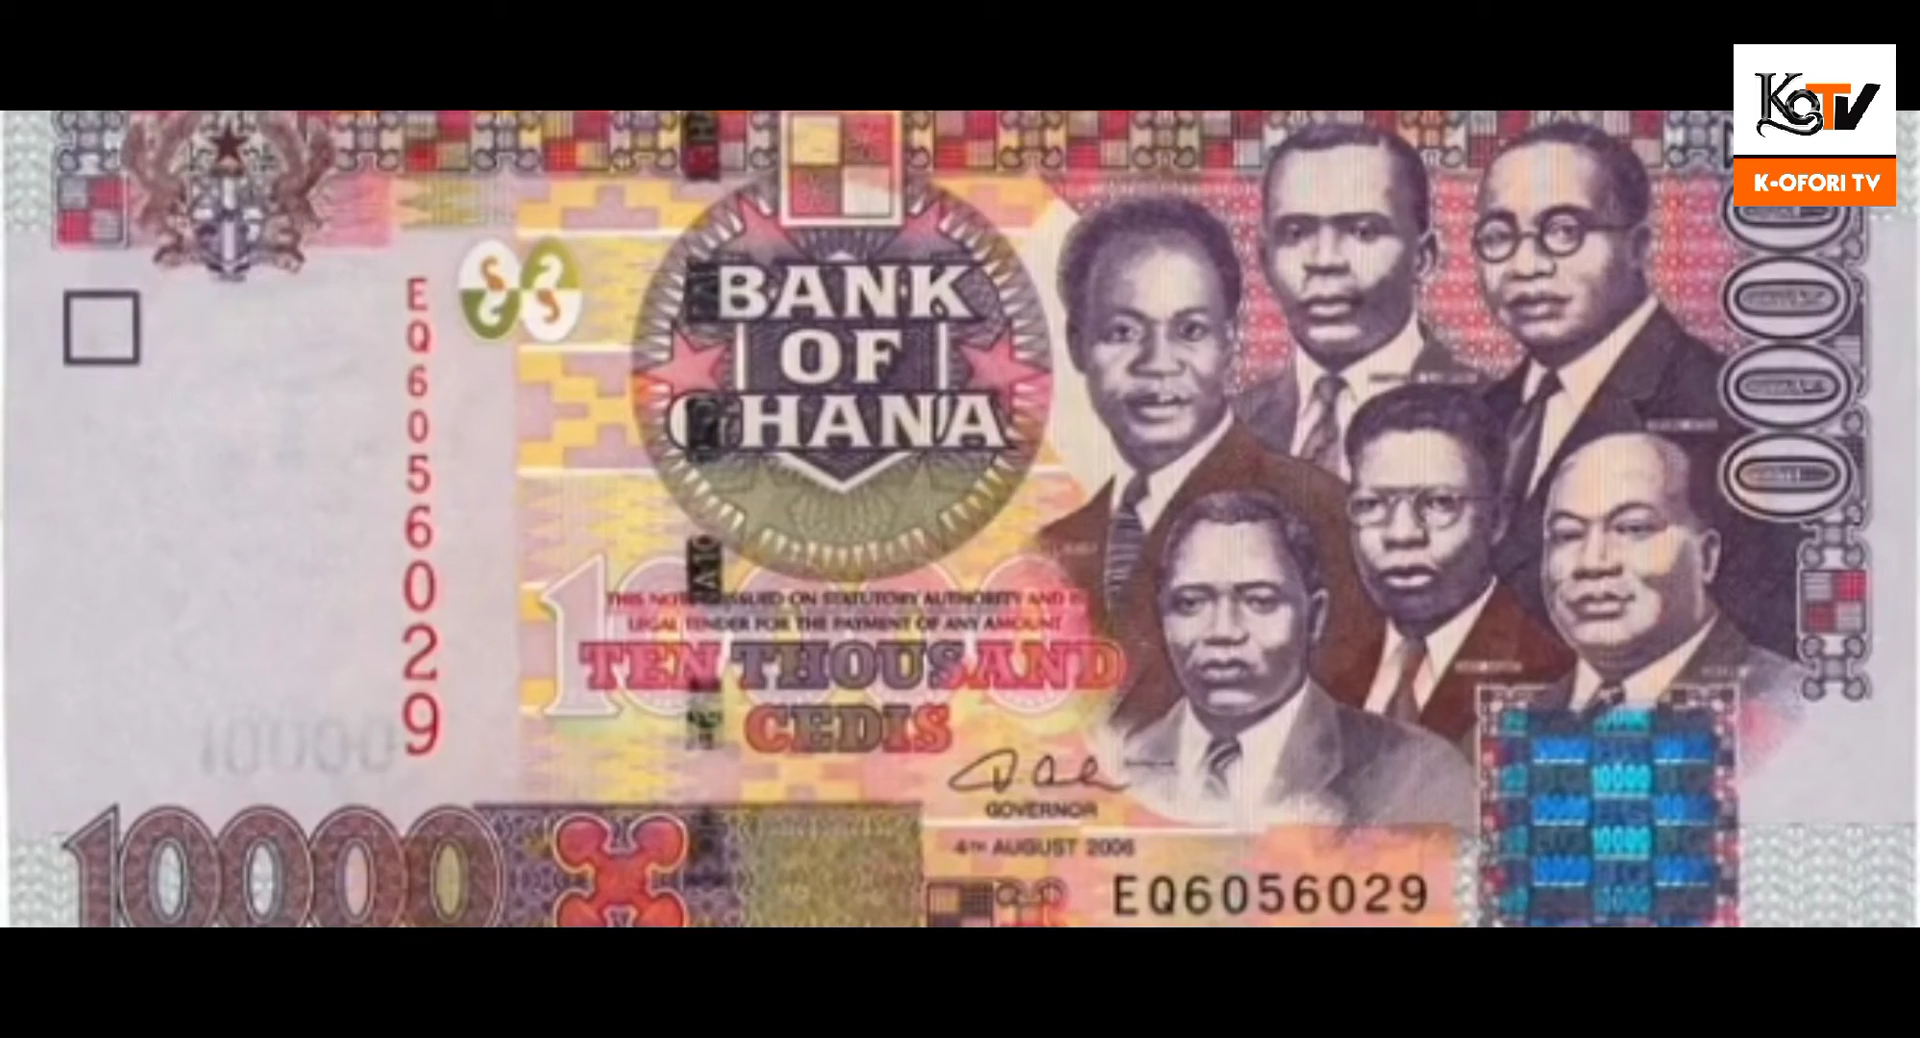 KOTV
K-OFORI TV
BANK
OF
GHANA
EQ6056029
THIS NOTE IS ISSUED ON STATUTORY AUTHORITY AND IS
LEGAL TENDER FOR THE PAYMENT OF ANY AMOUNT
TEN THOUSAND
CEDIS
GOVERNOR
4TH AUGUST 2006
10000
EQ6056029
10000
10000